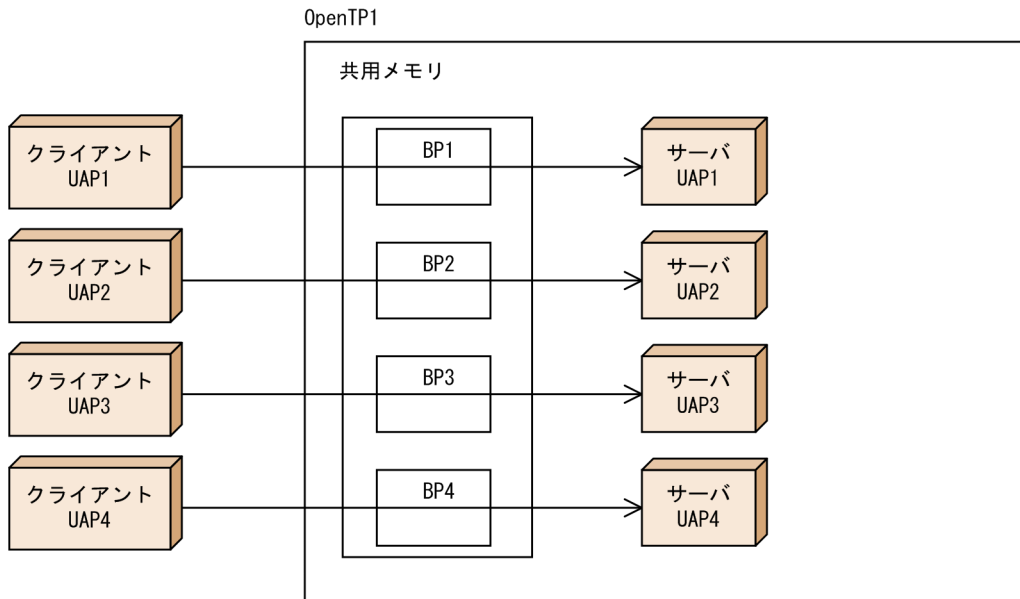 OpenTP1
共用メモリ
クライアント
UAP1
BP1
サーバ
UAP1
クライアント
UAP2
BP2
サーバ
UAP2
クライアント
UAP3
BP3
サーバ
UAP3
クライアント
UAP4
BP4
サーバ
UAP4